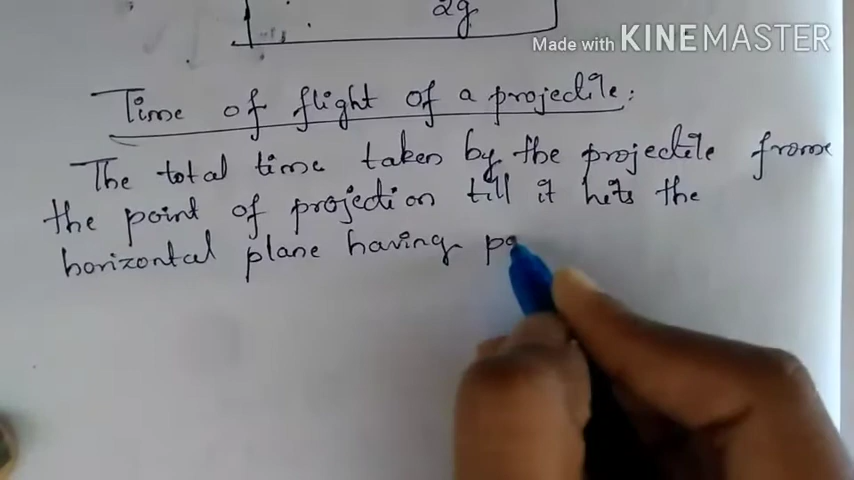 2g
Made with KINEMASTER
Time of flight of a projectile:
The total time taken by the projectile from
the point of projection till it hits the
horizontal plane having po